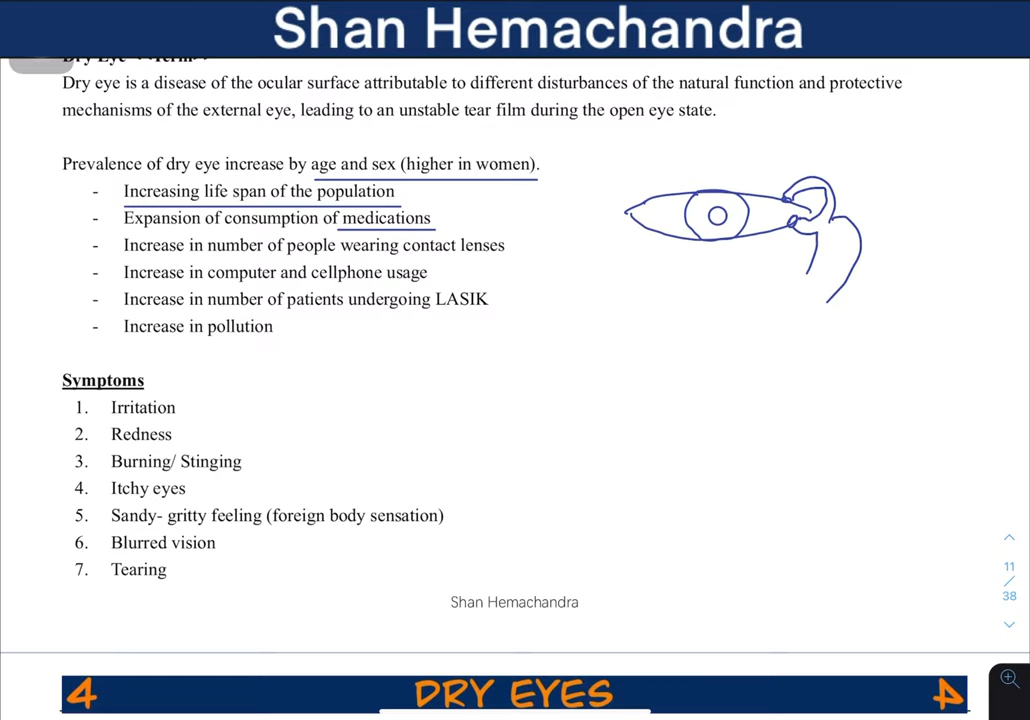 Shan Hemachandra
Dry Eye
Dry eye is a disease of the ocular surface attributable to different disturbances of the natural function and protective
mechanisms of the external eye, leading to an unstable tear film during the open eye state.
Prevalence of dry eye increase by age and sex (higher in women).
- Increasing life span of the population
- Expansion of consumption of medications
- Increase in number of people wearing contact lenses
- Increase in computer and cellphone usage
- Increase in number of patients undergoing LASIK
- Increase in pollution
Symptoms
1. Irritation
2. Redness
3. Burning/ Stinging
4. Itchy eyes
5. Sandy- gritty feeling (foreign body sensation)
6. Blurred vision
7. Tearing
Shan Hemachandra
11
/
38
4 DRY EYES